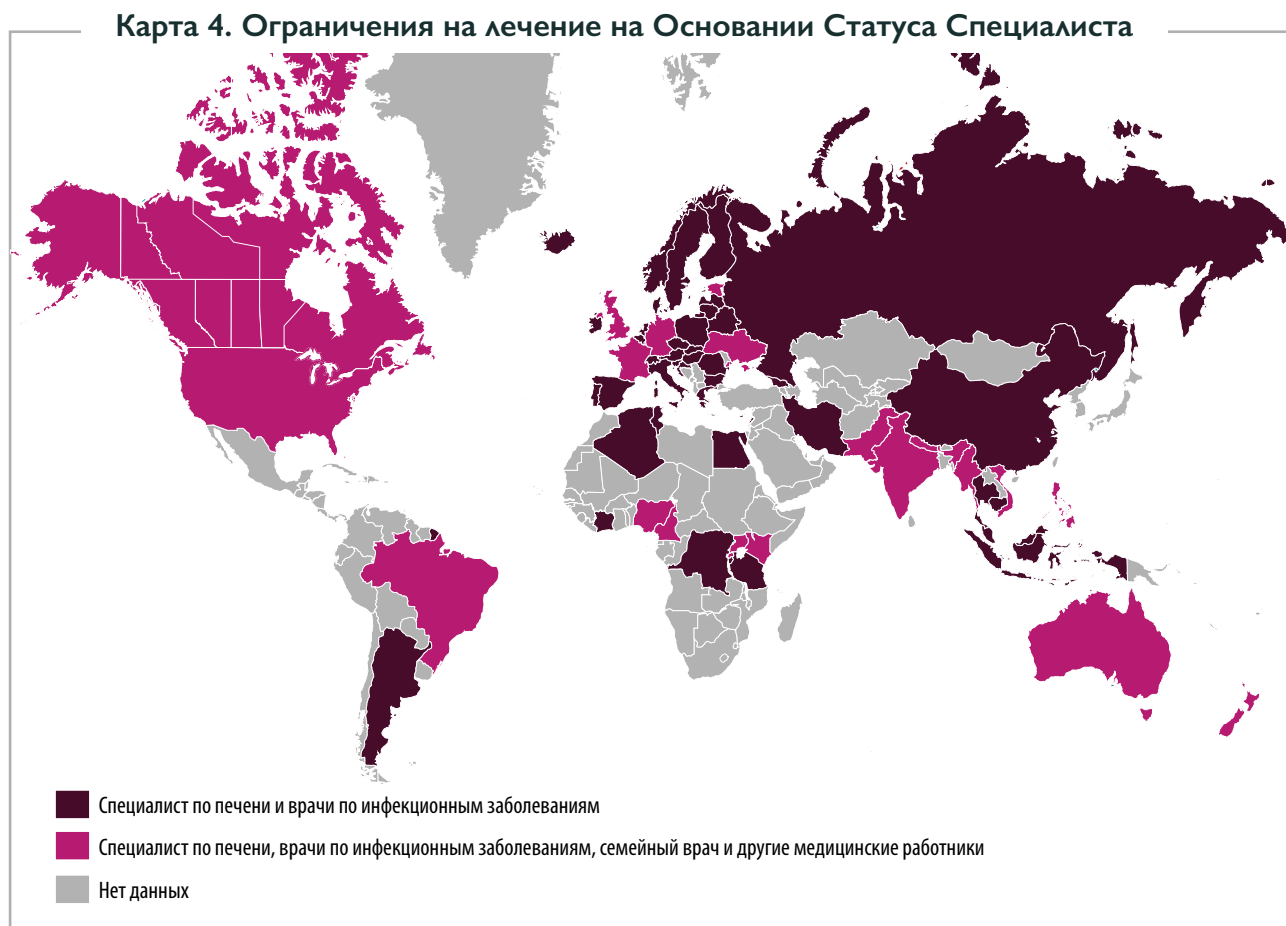 Карта 4. Ограничения на лечение на Основании Статуса Специалиста
Специалист по печени и врачи по инфекционным заболеваниям
Специалист по печени, врачи по инфекционным заболеваниям, семейный врач и другие медицинские работники
Нет данных